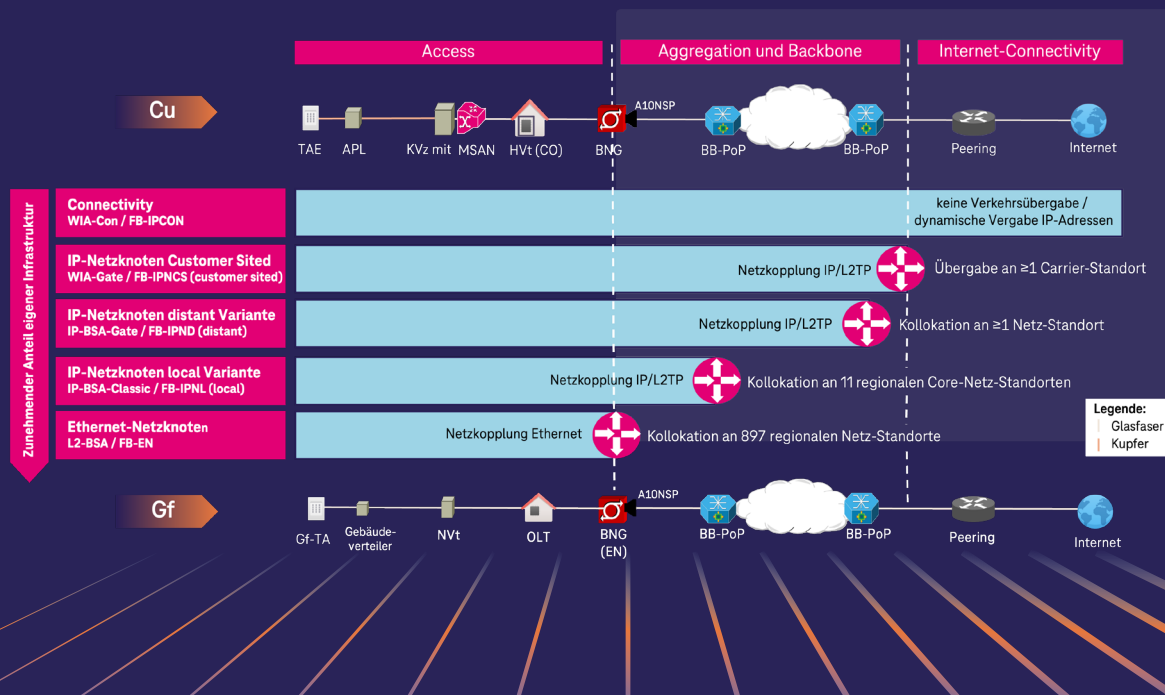 Access
Aggregation und Backbone
Internet-Connectivity
Cu
A10NSP
TAE
APL
KVz mit
MSAN
HVt (CO)
BNG
BB-PoP
BB-PoP
Peering
Internet
Zunehmender Anteil eigener Infrastruktur
Connectivity
WIA-Con / FB-IPCON
keine Verkehrsübergabe /
dynamische Vergabe IP-Adressen
IP-Netzknoten Customer Sited
WIA-Gate / FB-IPNCS (customer sited)
Netzkopplung IP/L2TP
Übergabe an ≥1 Carrier-Standort
IP-Netzknoten distant Variante
IP-BSA-Gate / FB-IPND (distant)
Netzkopplung IP/L2TP
Kollokation an ≥1 Netz-Standort
IP-Netzknoten local Variante
IP-BSA-Classic / FB-IPNL (local)
Netzkopplung IP/L2TP
Kollokation an 11 regionalen Core-Netz-Standorten
Ethernet-Netzknoten
L2-BSA / FB-EN
Netzkopplung Ethernet
Kollokation an 897 regionalen Netz-Standorte
Legende:
Glasfaser
Kupfer
Gf
A10NSP
Gf-TA
Gebäude-
verteiler
NVt
OLT
BNG
(EN)
BB-PoP
BB-PoP
Peering
Internet